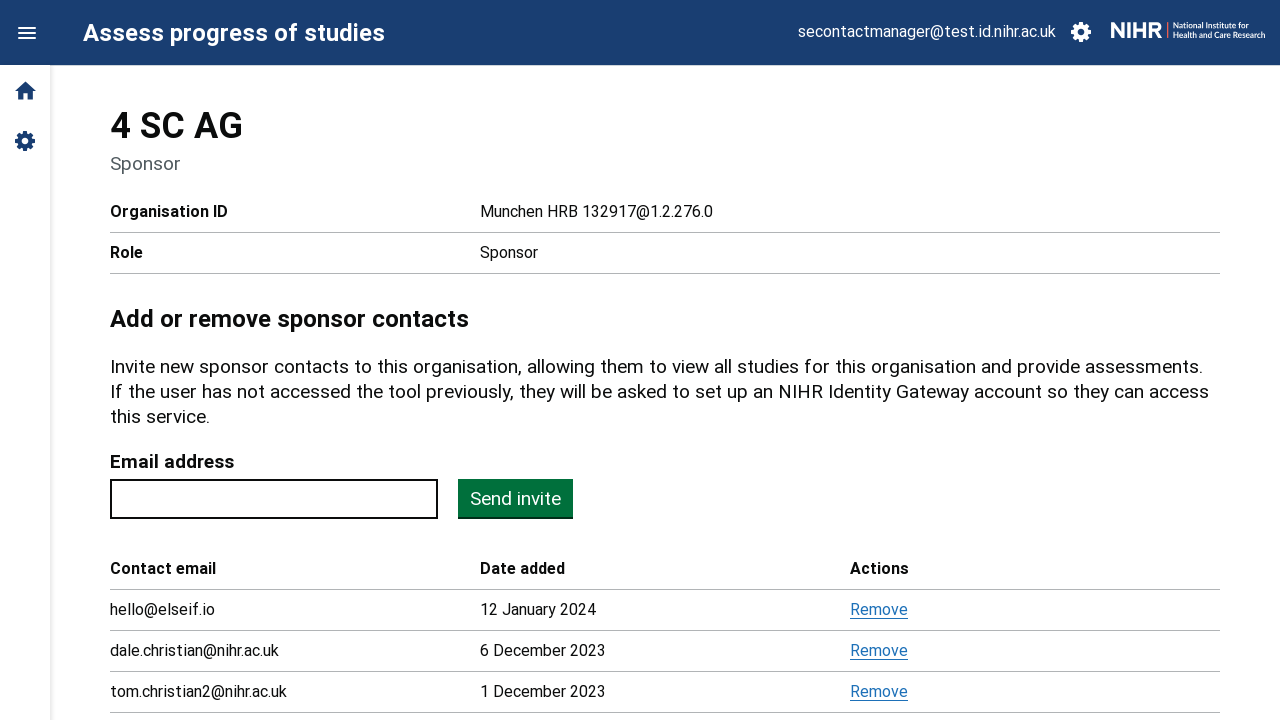 Assess progress of studies
secontactmanager@test.id.nihr.ac.uk
NIHR | National Institute for
Health and Care Research
4 SC AG
Sponsor
Organisation ID Munchen HRB 132917@1.2.276.0
Role Sponsor
Add or remove sponsor contacts
Invite new sponsor contacts to this organisation, allowing them to view all studies for this organisation and provide assessments.
If the user has not accessed the tool previously, they will be asked to set up an NIHR Identity Gateway account so they can access
this service.
Email address
Send invite
Contact email Date added Actions
hello@elseif.io 12 January 2024 Remove
dale.christian@nihr.ac.uk 6 December 2023 Remove
tom.christian2@nihr.ac.uk 1 December 2023 Remove